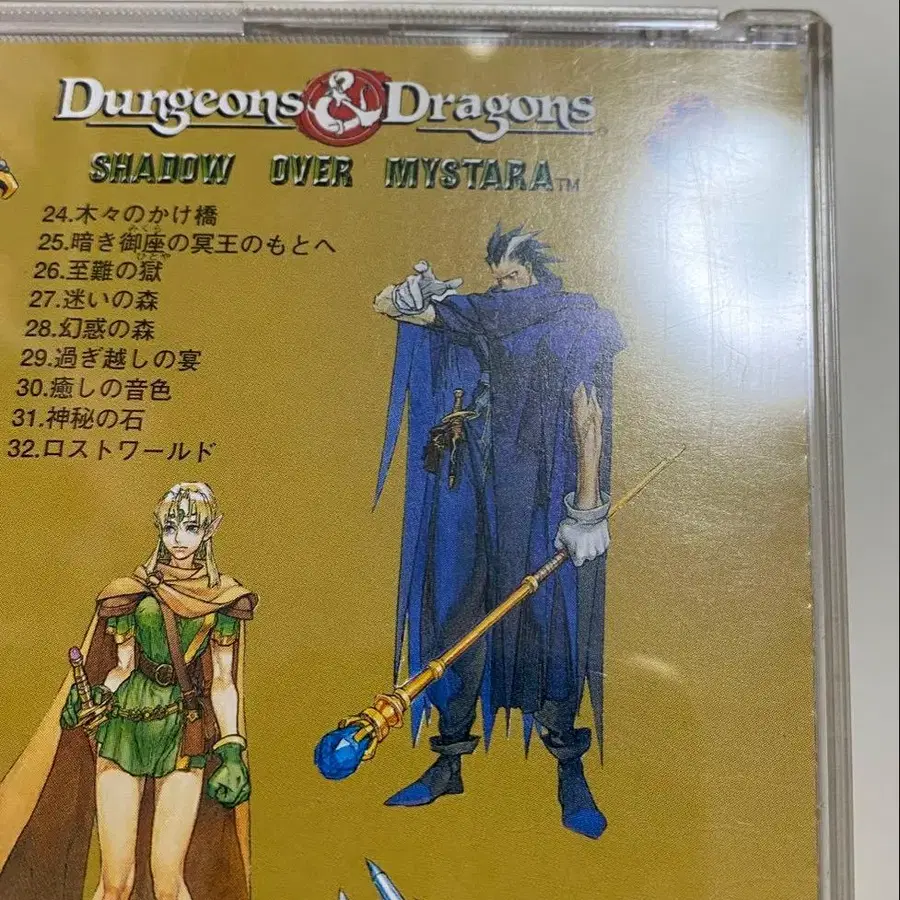 Dungeons & Dragons
SHADOW OVER MYSTARA™
24.木々のかけ橋
25.暗き御座の冥王のもとへ
26.至難の獄
27.迷いの森
28.幻惑の森
29.過ぎ越しの宴
30.癒しの音色
31.神秘の石
32.ロストワールド